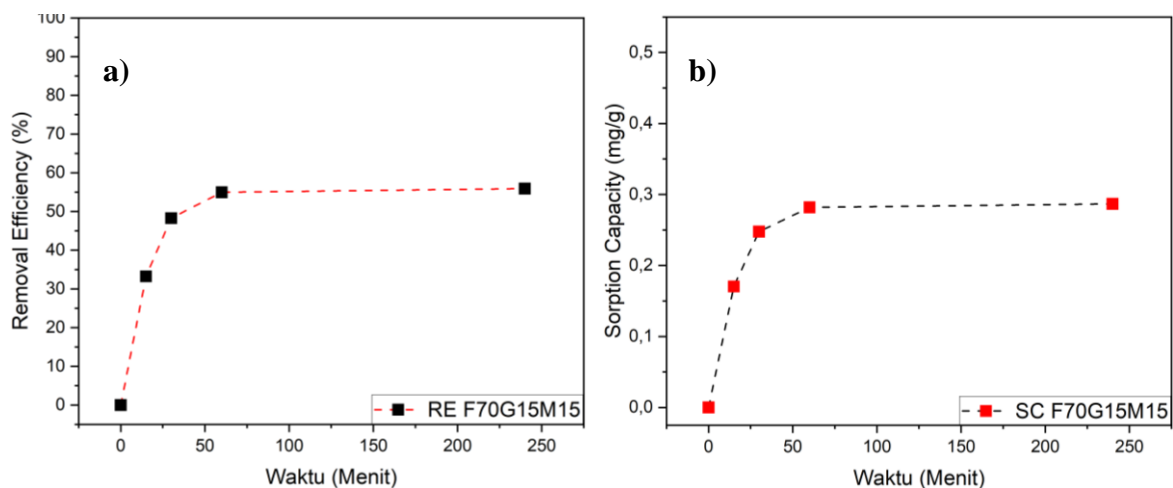 a)
Removal Efficiency (%)
100
90
80
70
60
50
40
30
20
10
0
0 50 100 150 200 250
Waktu (Menit)
RE F70G15M15
b)
Sorption Capacity (mg/g)
0,5
0,4
0,3
0,2
0,1
0,0
0 50 100 150 200 250
Waktu (Menit)
SC F70G15M15